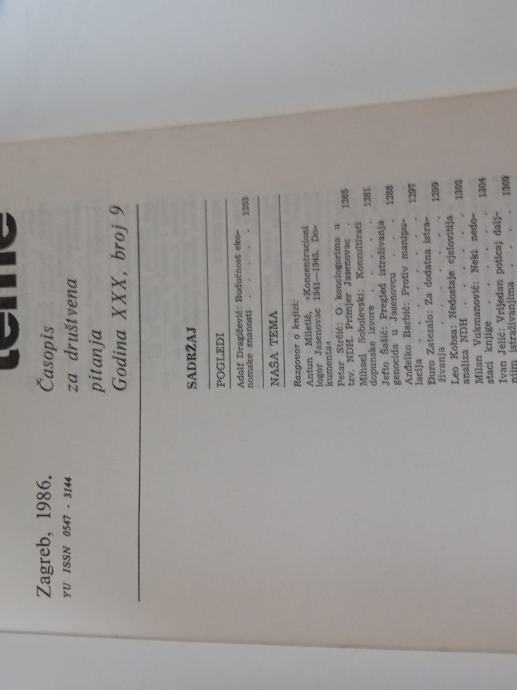 teme
Zagreb, 1986.
YU ISSN 0547 - 3144
Časopis
za društvena
pitanja
Godina XXX, broj 9
SADRŽAJ
POGLEDI
Adolf Dragičević: Budućnost eko-
nomske znanosti . 1253
NAŠA TEMA
Razgovor o knjizi:
Antun Miletić, »Koncentracioni
logor Jasenovac 1941—1945. Do-
kumenta«
Petar Strčić: O konclogorima u
tzv. NDH. Primjer Jasenovac . 1265
Mihael Sobolevski: Konzultirati
dopunske izvore . . . . . 1281
Jefto Šašić: Pregled istraživanja
genocida u Jasenovcu . . . 1288
Anđelko Barbić: Protiv manipu-
lacija . . . . . . . 1297
Đuro Zatezalo: Za dodatna istra-
živanja . . . . . . . 1299
Leo Kobsa: Nedostaje cjelovitija
analiza NDH . . . . . 1302
Milan Vukmanović: Neki nedo-
staci knjige . . . . . 1304
Ivan Jelić: Vrijedan poticaj dalj-
njim istraživanjima . . . . 1309